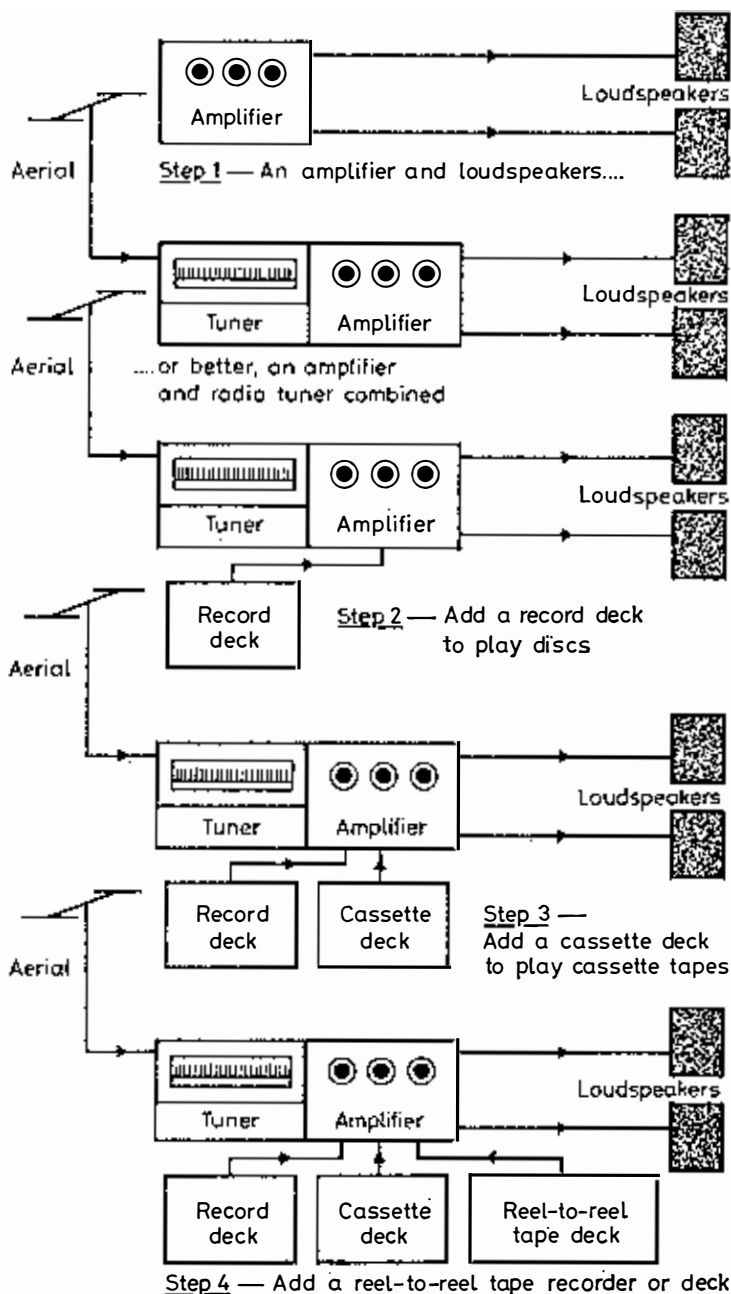 Amplifier
Loudspeakers
Aerial
Step 1 — An amplifier and loudspeakers....
Tuner
Amplifier
Loudspeakers
Aerial
....or better, an amplifier
and radio tuner combined
Tuner
Amplifier
Loudspeakers
Record
deck
Step 2 — Add a record deck
to play discs
Aerial
Tuner
Amplifier
Loudspeakers
Record
deck
Cassette
deck
Step 3 —
Add a cassette deck
to play cassette tapes
Aerial
Tuner
Amplifier
Loudspeakers
Record
deck
Cassette
deck
Reel-to-reel
tape deck
Step 4 — Add a reel-to-reel tape recorder or deck